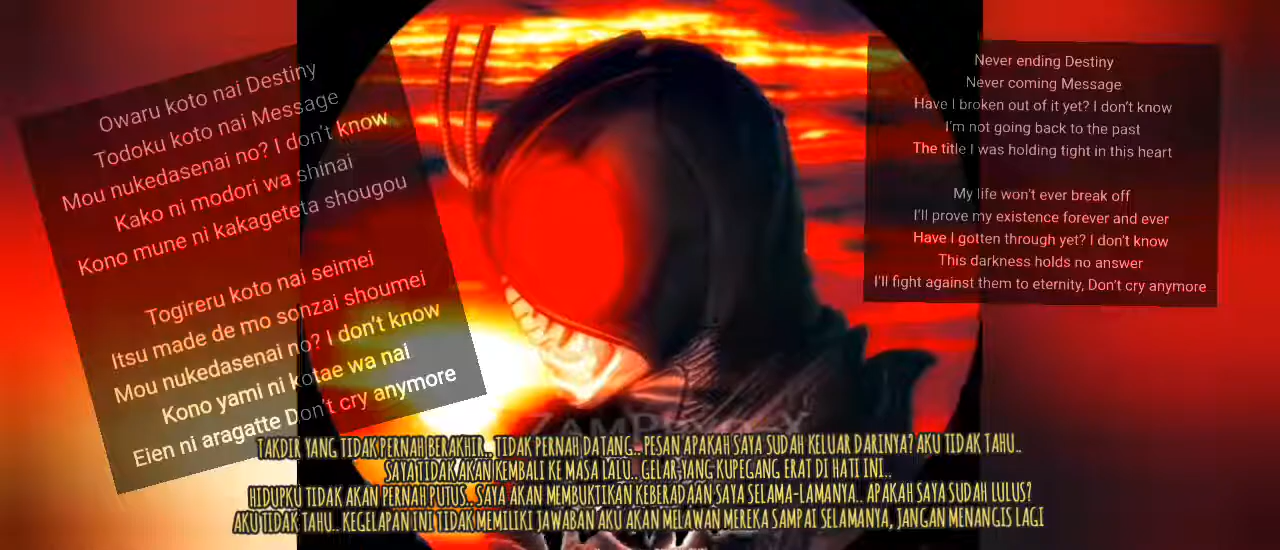 Owaru koto nai Destiny
Todoku koto nai Message
Mou nukedasenai no? I don't know
Kako ni modori wa shinai
Kono mune ni kakageteta shougou
Togireru koto nai seimei
Itsu made de mo sonzai shoumei
Mou nukedasenai no? I don't know
Kono yami ni kotae wa nai
Eien ni aragatte Don't cry anymore
Never ending Destiny
Never coming Message
Have I broken out of it yet? I don't know
I'm not going back to the past
The title I was holding tight in this heart
My life won't ever break off
I'll prove my existence forever and ever
Have I gotten through yet? I don't know
This darkness holds no answer
I'll fight against them to eternity, Don't cry anymore
TAKDIR YANG TIDAK PERNAH BERAKHIR.. TIDAK PERNAH DATANG.. PESAN APAKAH SAYA SUDAH KELUAR DARINYA? AKU TIDAK TAHU..
SAYA TIDAK AKAN KEMBALI KE MASA LALU.. GELAR YANG KUPEGANG ERAT DI HATI INI..
HIDUPKU TIDAK AKAN PERNAH PUTUS.. SAYA AKAN MEMBUKTIKAN KEBERADAAN SAYA SELAMA-LAMANYA.. APAKAH SAYA SUDAH LULUS?
AKU TIDAK TAHU.. KEGELAPAN INI TIDAK MEMILIKI JAWABAN AKU AKAN MELAWAN MEREKA SAMPAI SELAMANYA, JANGAN MENANGIS LAGI